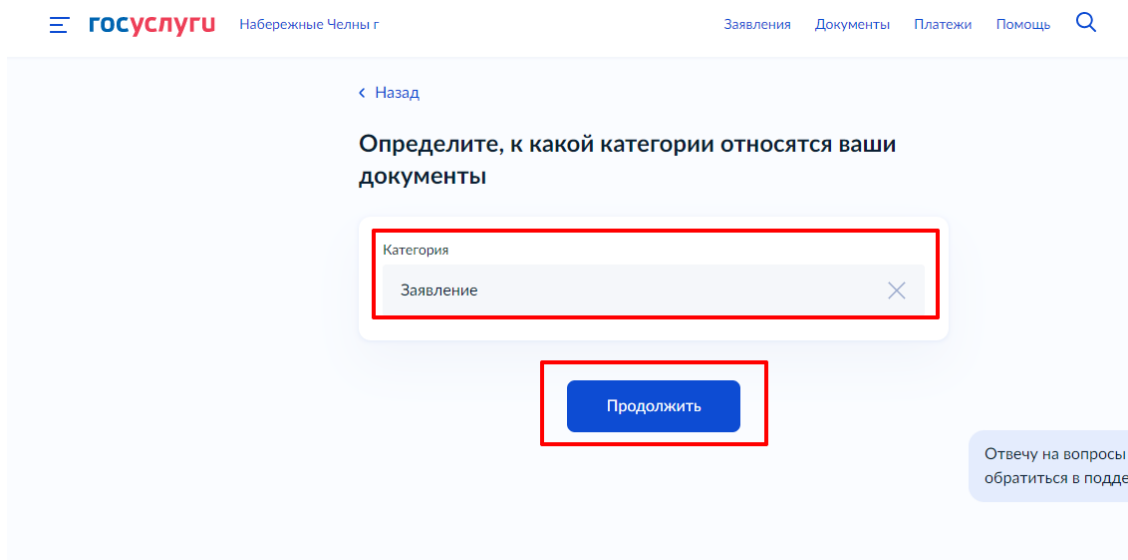 госуслуги Набережные Челны г Заявления Документы Платежи Помощь
Назад
Определите, к какой категории относятся ваши
документы
Категория
Заявление
Продолжить
Отвечу на вопросы
обратиться в подде